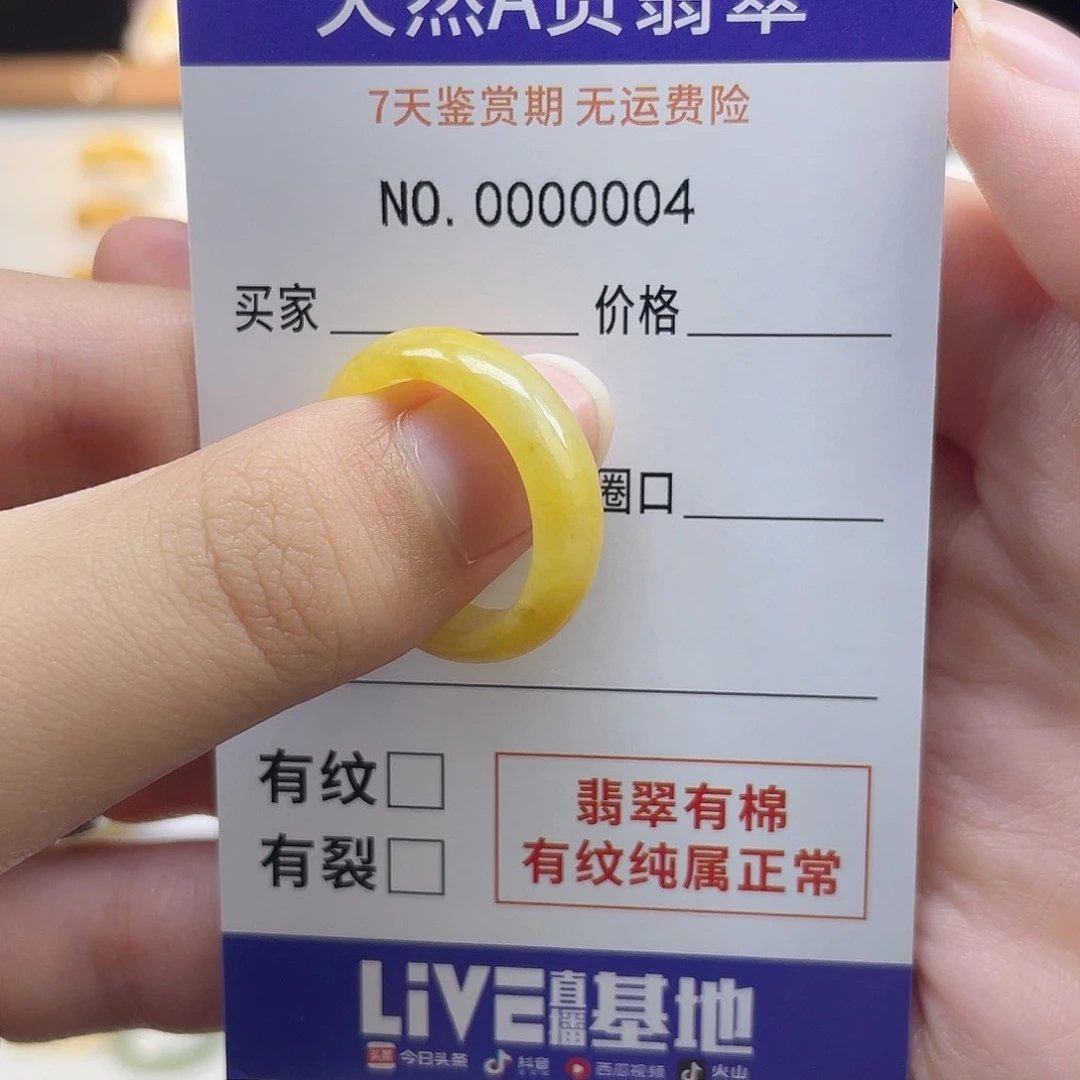 天然A货翡翠
7天鉴赏期 无运费险
NO. 0000004
买家 价格
圈口
有纹
有裂
翡翠有棉
有纹纯属正常
LiVE直播基地
头条 今日头条 抖音 西瓜视频 火山